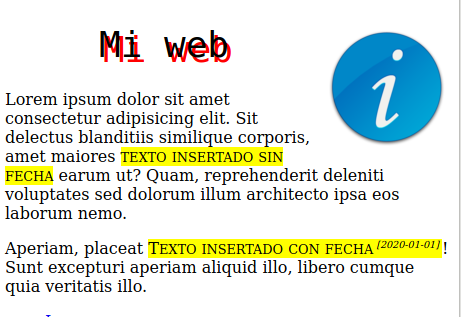 Mi web
i
Lorem ipsum dolor sit amet
consectetur adipisicing elit. Sit
delectus blanditiis similique corporis,
amet maiores TEXTO INSERTADO SIN
FECHA earum ut? Quam, reprehenderit deleniti
voluptates sed dolorum illum architecto ipsa eos
laborum nemo.
Aperiam, placeat TEXTO INSERTADO CON FECHA [2020-01-01]!
Sunt excepturi aperiam aliquid illo, libero cumque
quia veritatis illo.